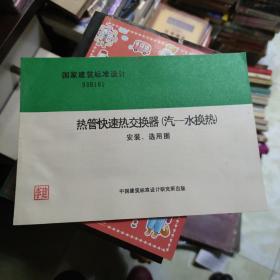 国家建筑标准设计
热管快速热交换器(汽—水换热)
安装、选用图
中国建筑标准设计研究所出版